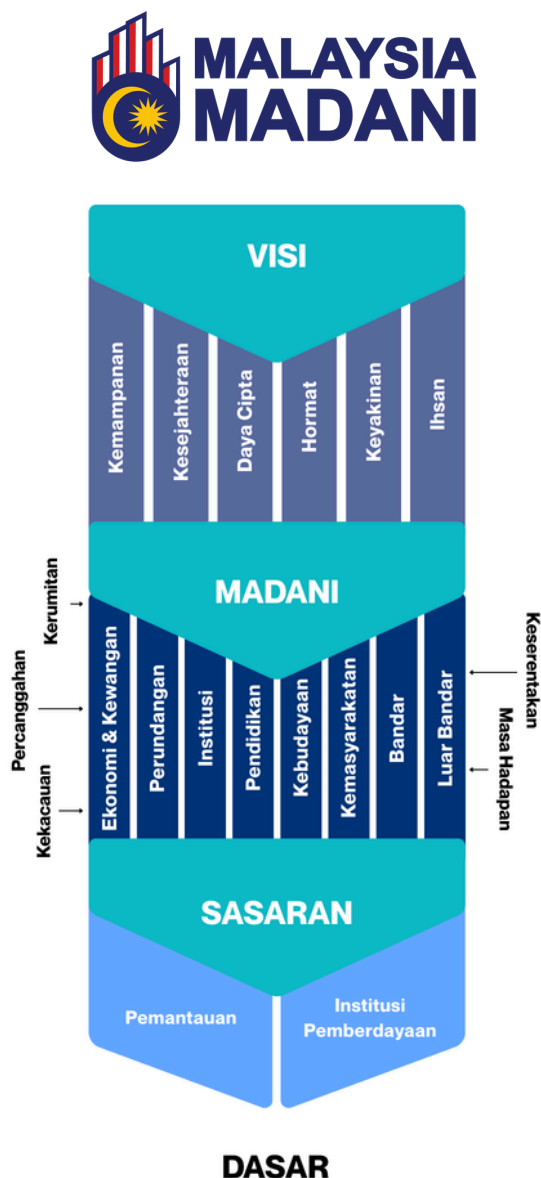 MALAYSIA
MADANI
VISI
Kemampanan
Kesejahteraan
Daya Cipta
Hormat
Keyakinan
Ihsan
MADANI
Kerumitan
Percanggahan
Kekacauan
Ekonomi & Kewangan
Perundangan
Institusi
Pendidikan
Kebudayaan
Kemasyarakatan
Bandar
Luar Bandar
Keserentakan
Masa Hadapan
SASARAN
Pemantauan
Institusi
Pemberdayaan
DASAR